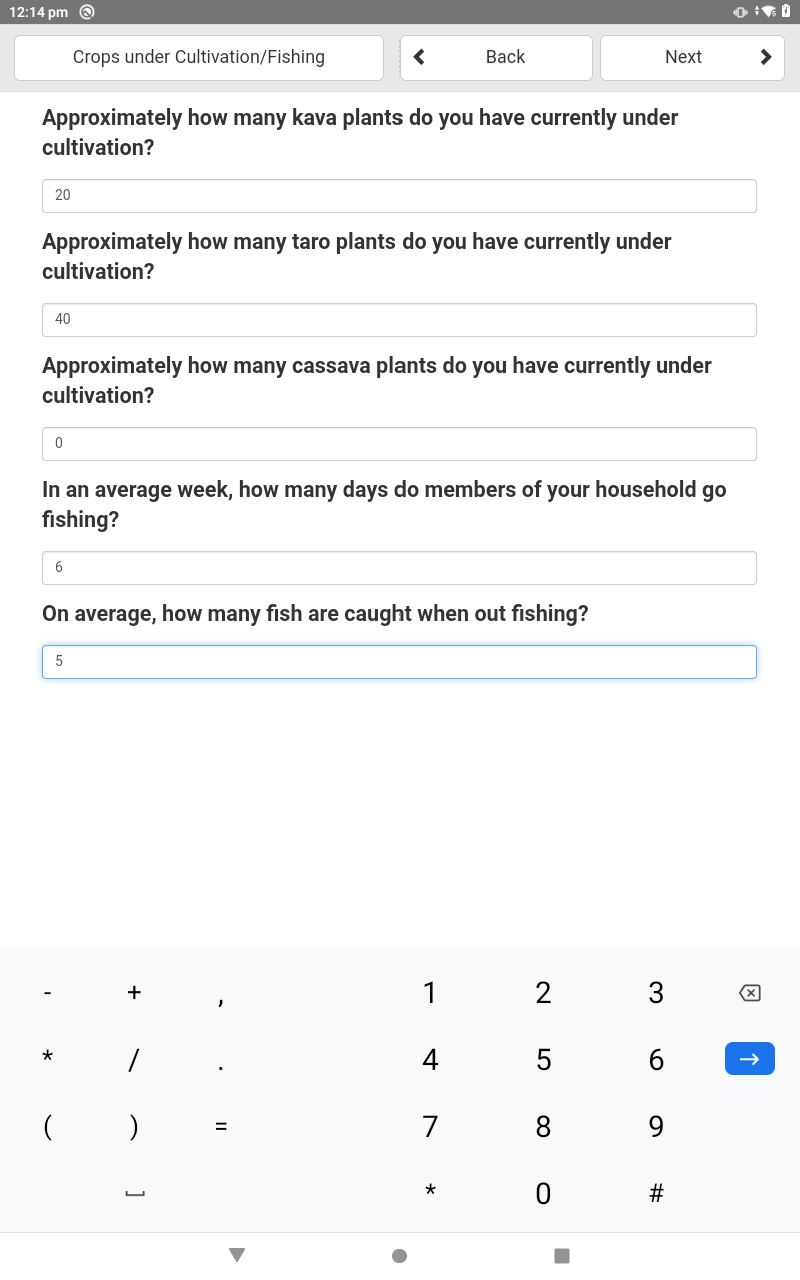 12:14 pm
Crops under Cultivation/Fishing
Back
Next
Approximately how many kava plants do you have currently under
cultivation?
20
Approximately how many taro plants do you have currently under
cultivation?
40
Approximately how many cassava plants do you have currently under
cultivation?
0
In an average week, how many days do members of your household go
fishing?
6
On average, how many fish are caught when out fishing?
5
- + , 1 2 3
* / . 4 5 6
( ) = 7 8 9
* 0 #